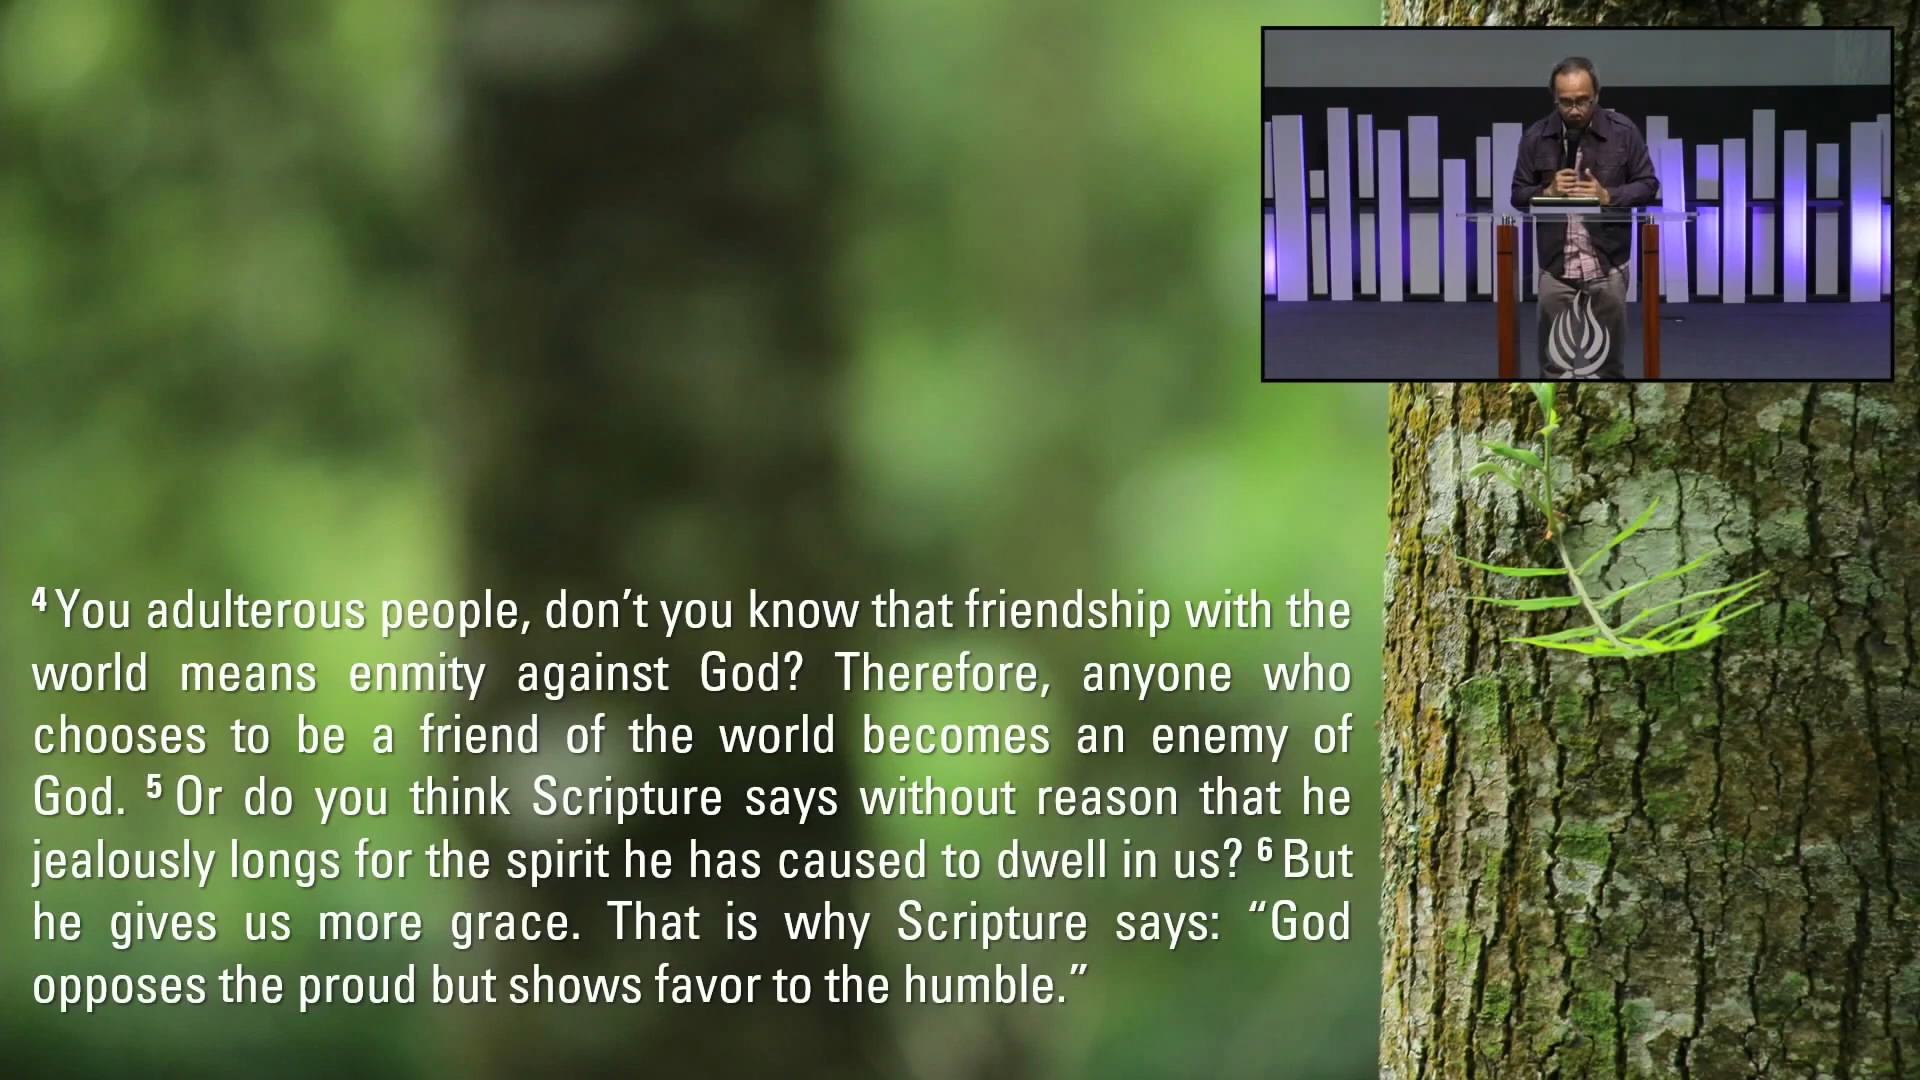 4 You adulterous people, don’t you know that friendship with the
world means enmity against God? Therefore, anyone who
chooses to be a friend of the world becomes an enemy of
God. 5 Or do you think Scripture says without reason that he
jealously longs for the spirit he has caused to dwell in us? 6 But
he gives us more grace. That is why Scripture says: “God
opposes the proud but shows favor to the humble.”